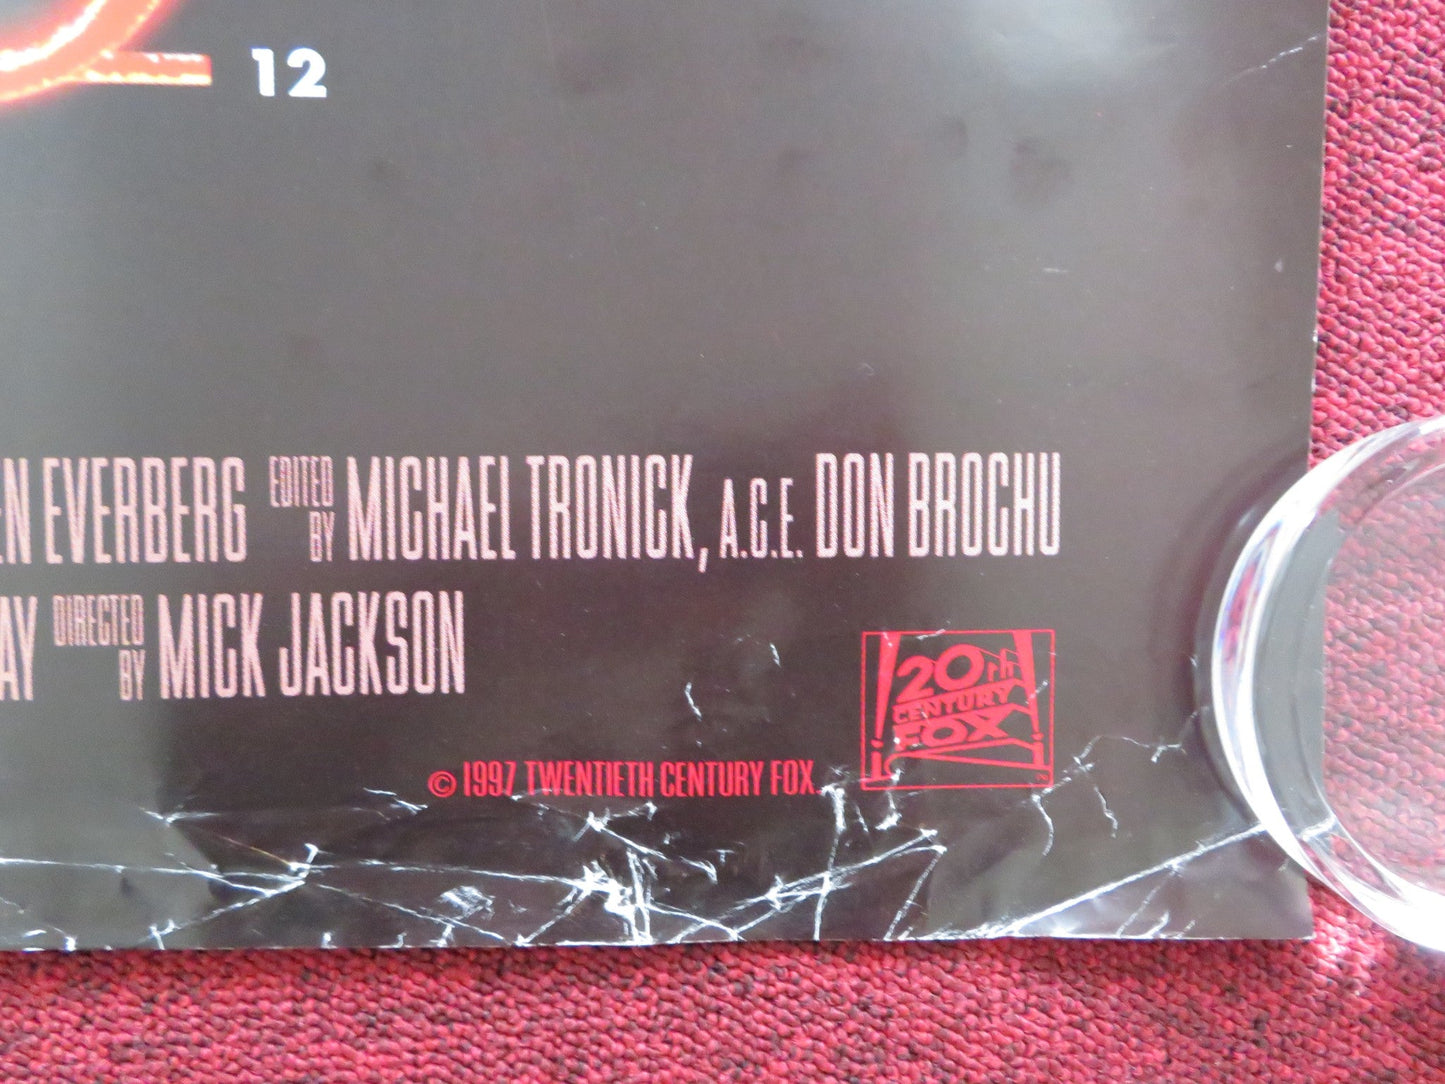 12
EN EVERBERG EDITED BY MICHAEL TRONICK, A.C.E. DON BROCHU
AY DIRECTED BY MICK JACKSON
20th
CENTURY
FOX
© 1997 TWENTIETH CENTURY FOX.